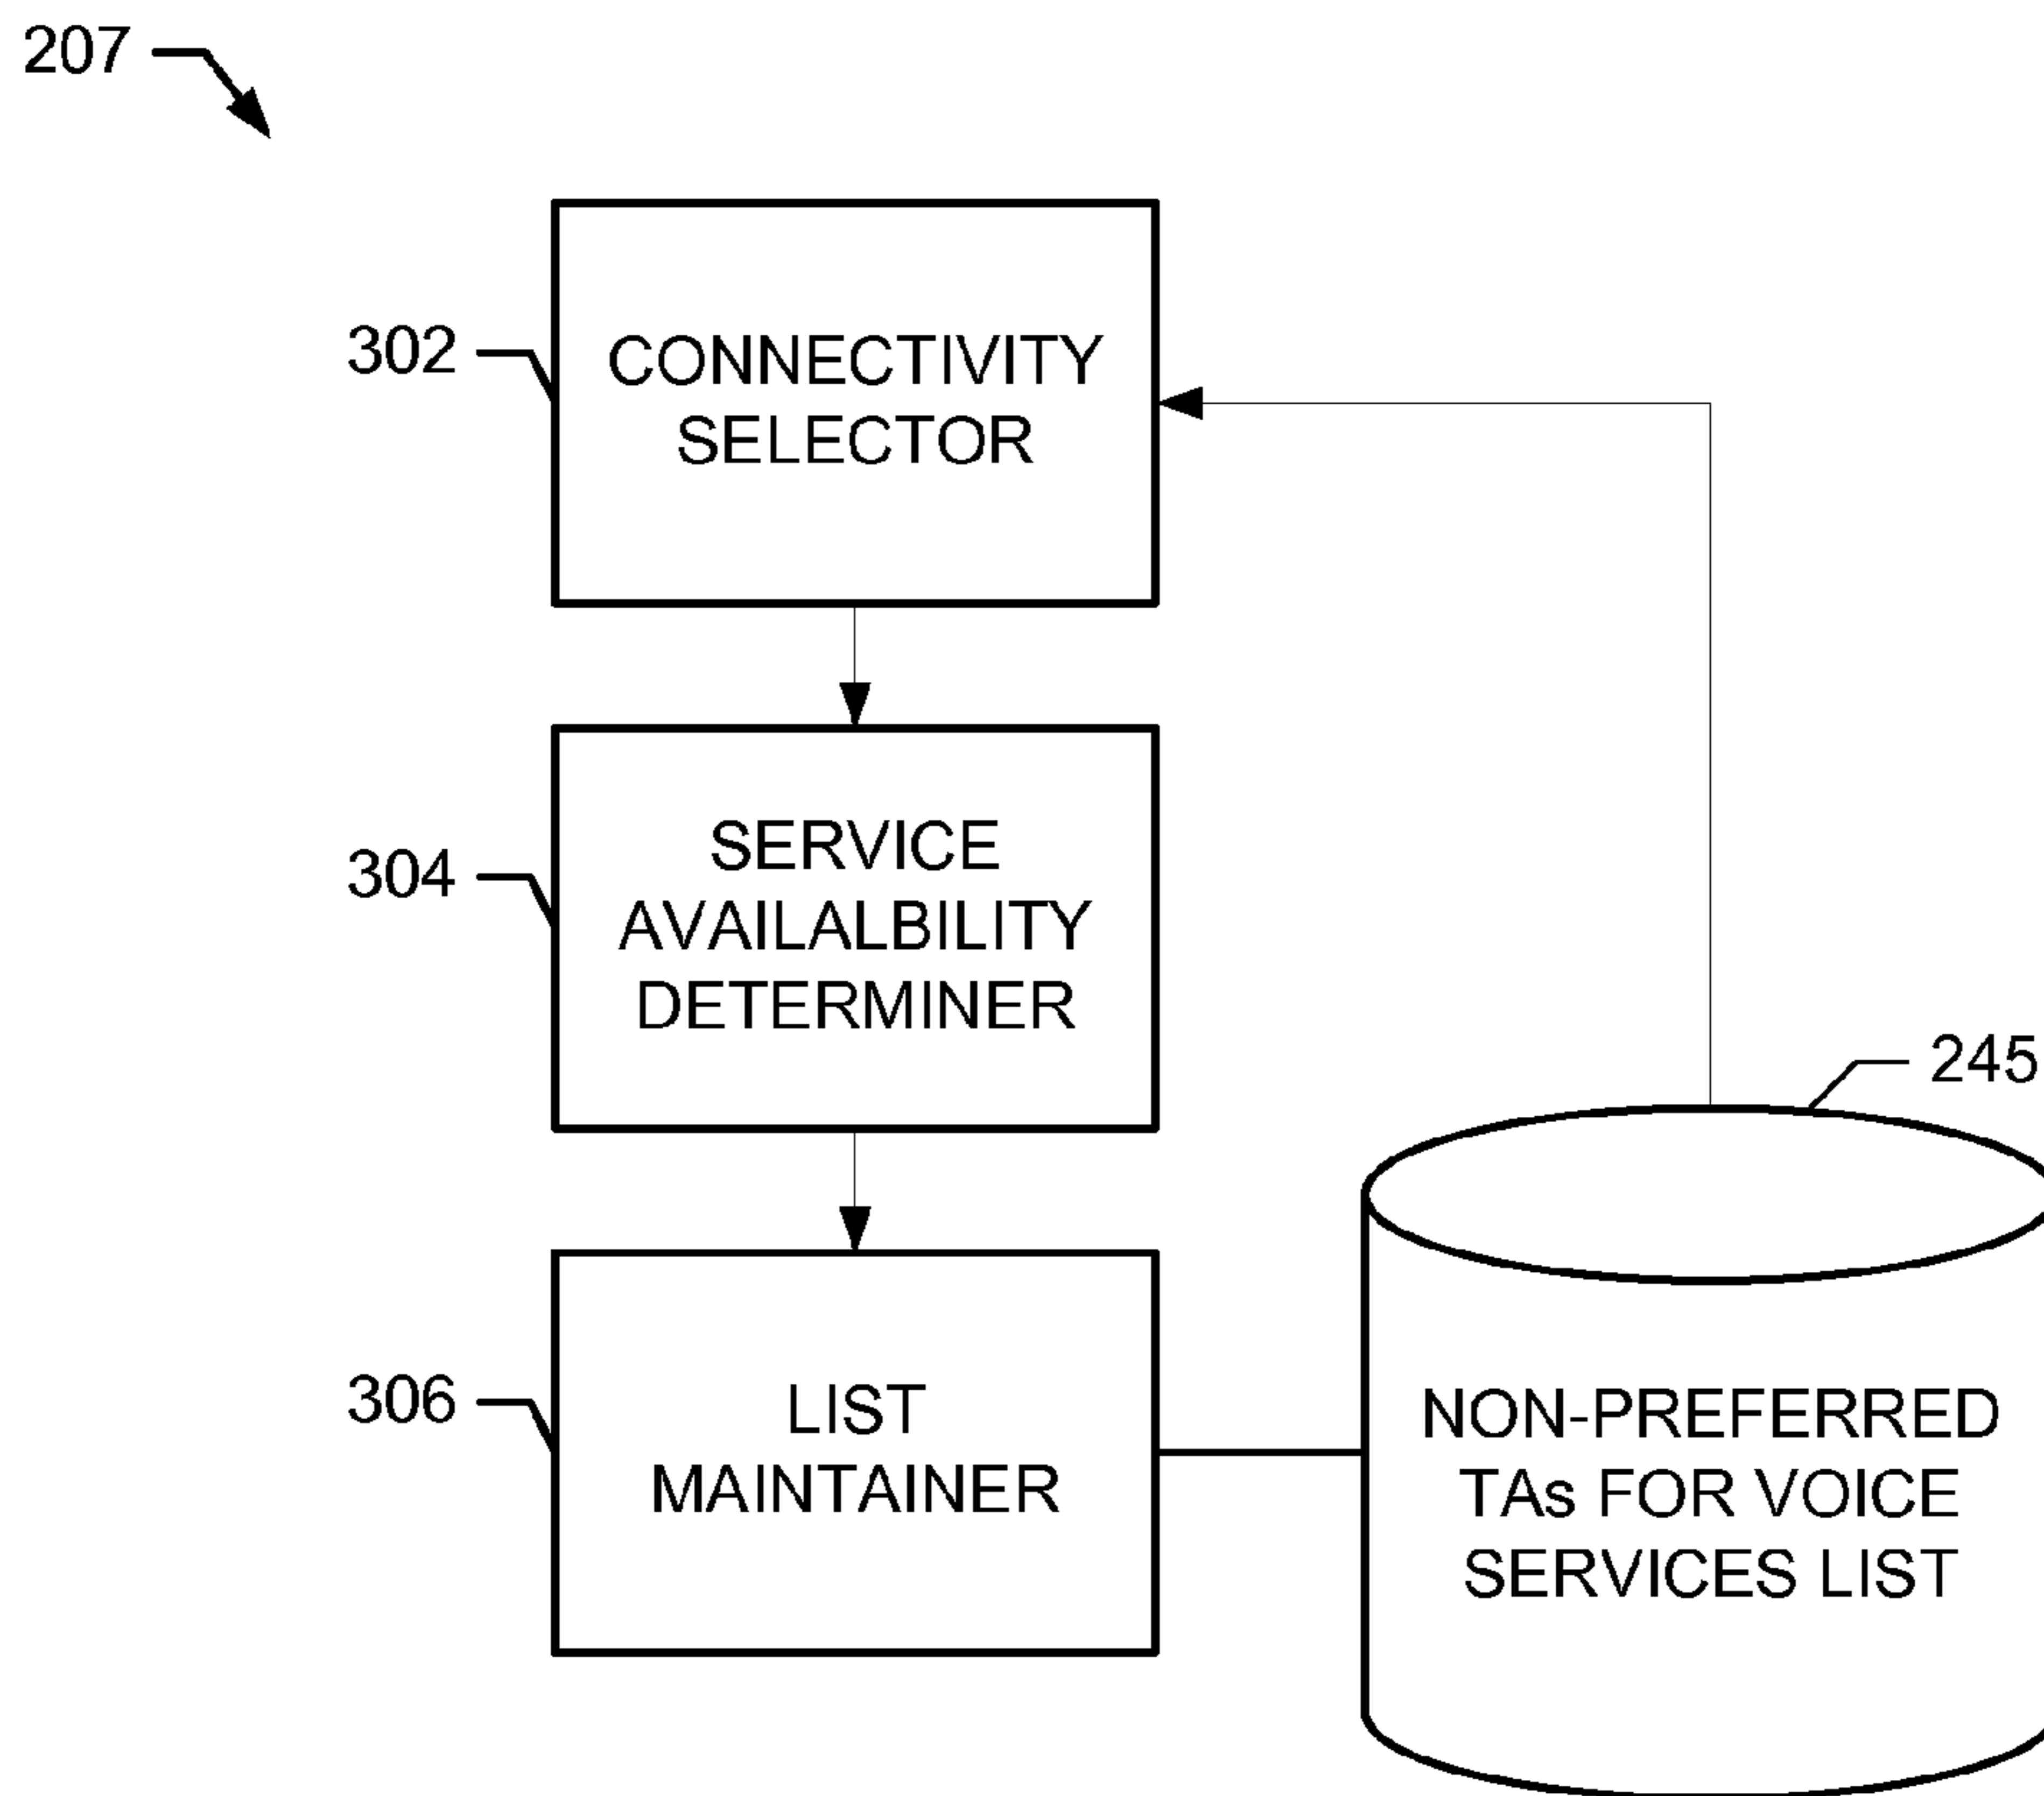 207
302
CONNECTIVITY
SELECTOR
304
SERVICE
AVAILALBILITY
DETERMINER
245
306
LIST
MAINTAINER
NON-PREFERRED
TAs FOR VOICE
SERVICES LIST